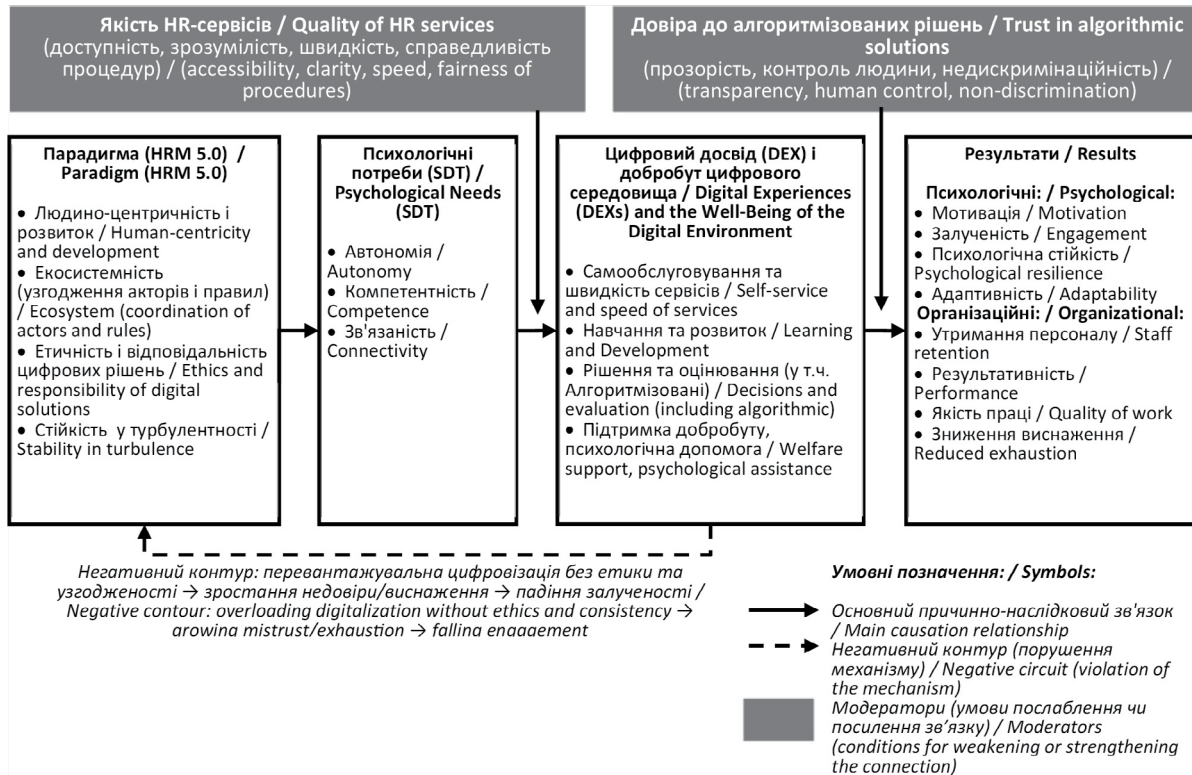 Якість HR-сервісів / Quality of HR services
(доступність, зрозумілість, швидкість, справедливість
процедур) / (accessibility, clarity, speed, fairness of
procedures)
Довіра до алгоритмізованих рішень / Trust in algorithmic
solutions
(прозорість, контроль людини, недискримінаційність) /
(transparency, human control, non-discrimination)
Парадигма (HRM 5.0) /
Paradigm (HRM 5.0)
• Людино-центричність і
розвиток / Human-centricity
and development
• Екосистемність
(узгодження акторів і правил)
/ Ecosystem (coordination of
actors and rules)
• Етичність і відповідальність
цифрових рішень / Ethics and
responsibility of digital
solutions
• Стійкість у турбулентності /
Stability in turbulence
Психологічні
потреби (SDT) /
Psychological Needs
(SDT)
• Автономія /
Autonomy
• Компетентність /
Competence
• Зв'язаність /
Connectivity
Цифровий досвід (DEX) і
добробут цифрового
середовища / Digital Experiences
(DEXs) and the Well-Being of the
Digital Environment
• Самообслуговування та
швидкість сервісів / Self-service
and speed of services
• Навчання та розвиток / Learning
and Development
• Рішення та оцінювання (у т.ч.
Алгоритмізовані) / Decisions and
evaluation (including algorithmic)
• Підтримка добробуту,
психологічна допомога / Welfare
support, psychological assistance
Результати / Results
Психологічні: / Psychological:
• Мотивація / Motivation
• Залученість / Engagement
• Психологічна стійкість /
Psychological resilience
• Адаптивність / Adaptability
Організаційні: / Organizational:
• Утримання персоналу / Staff
retention
• Результативність /
Performance
• Якість праці / Quality of work
• Зниження виснаження /
Reduced exhaustion
Негативний контур: перевантажувальна цифровізація без етики та
узгодженості → зростання недовіри/виснаження → падіння залученості /
Negative contour: overloading digitalization without ethics and consistency →
growing mistrust/exhaustion → falling engagement
Умовні позначення: / Symbols:
Основний причинно-наслідковий зв'язок
/ Main causation relationship
Негативний контур (порушення
механізму) / Negative circuit (violation of
the mechanism)
Модератори (умови послаблення чи
посилення зв'язку) / Moderators
(conditions for weakening or strengthening
the connection)